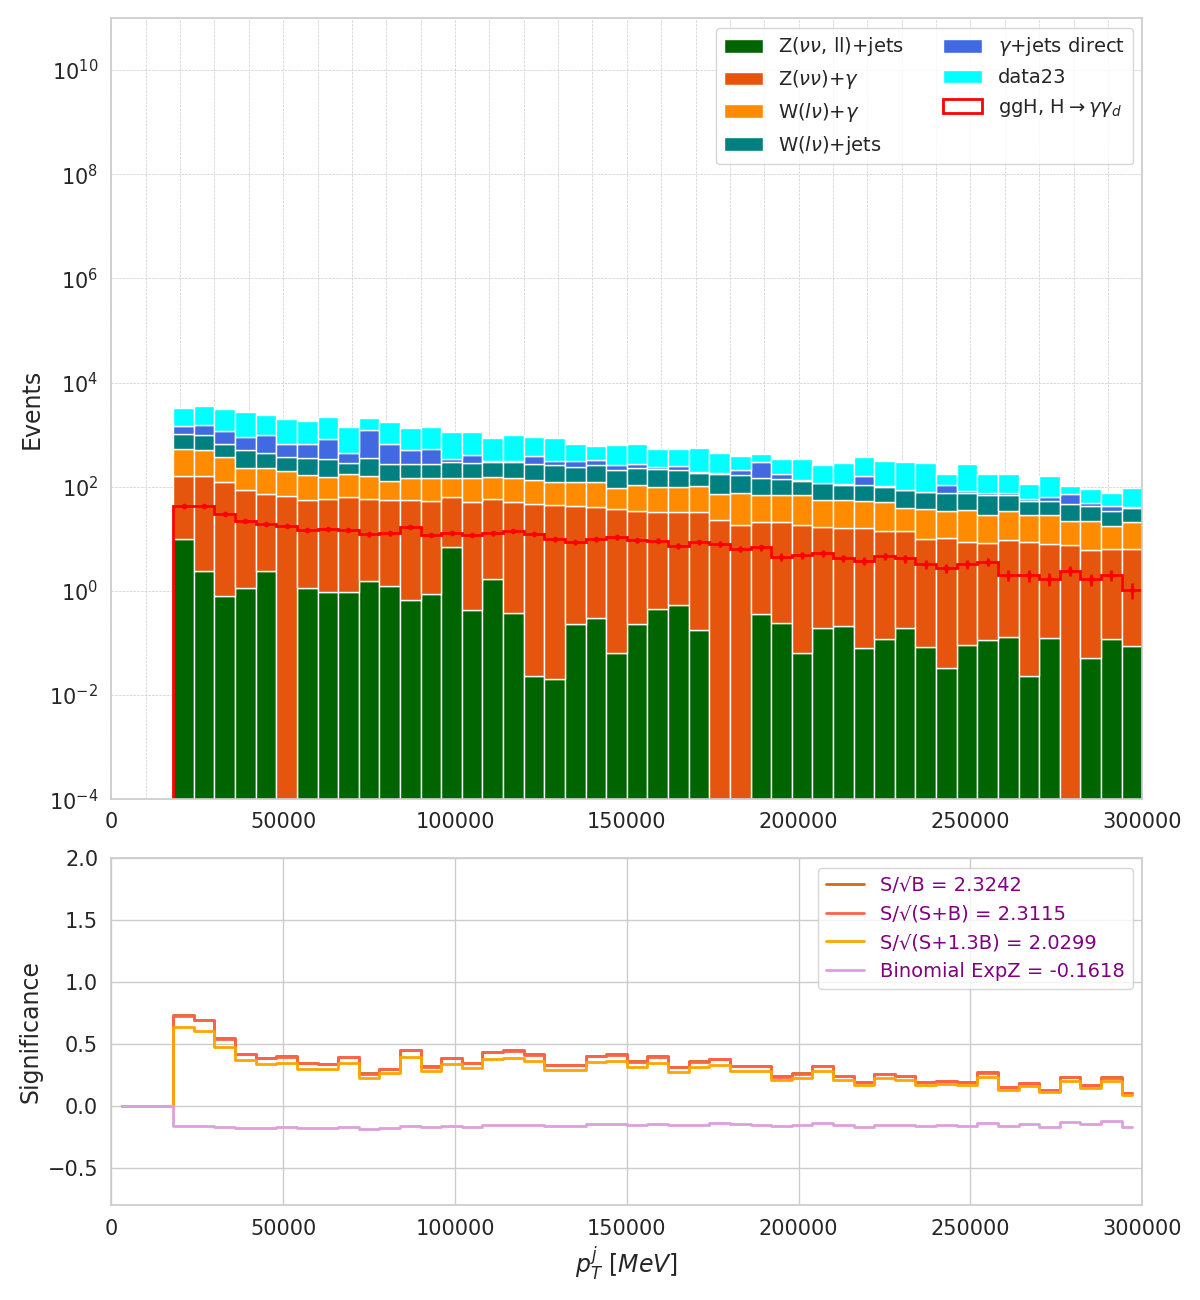 Z(νν, ll)+jets
Z(νν)+γ
W(lν)+γ
W(lν)+jets
γ+jets direct
data23
ggH, H→γγ_d
Events
10^10
10^8
10^6
10^4
10^2
10^0
10^−2
10^−4
0 50000 100000 150000 200000 250000 300000
S/√B = 2.3242
S/√(S+B) = 2.3115
S/√(S+1.3B) = 2.0299
Binomial ExpZ = -0.1618
Significance
2.0
1.5
1.0
0.5
0.0
−0.5
0 50000 100000 150000 200000 250000 300000
p_T^j [MeV]